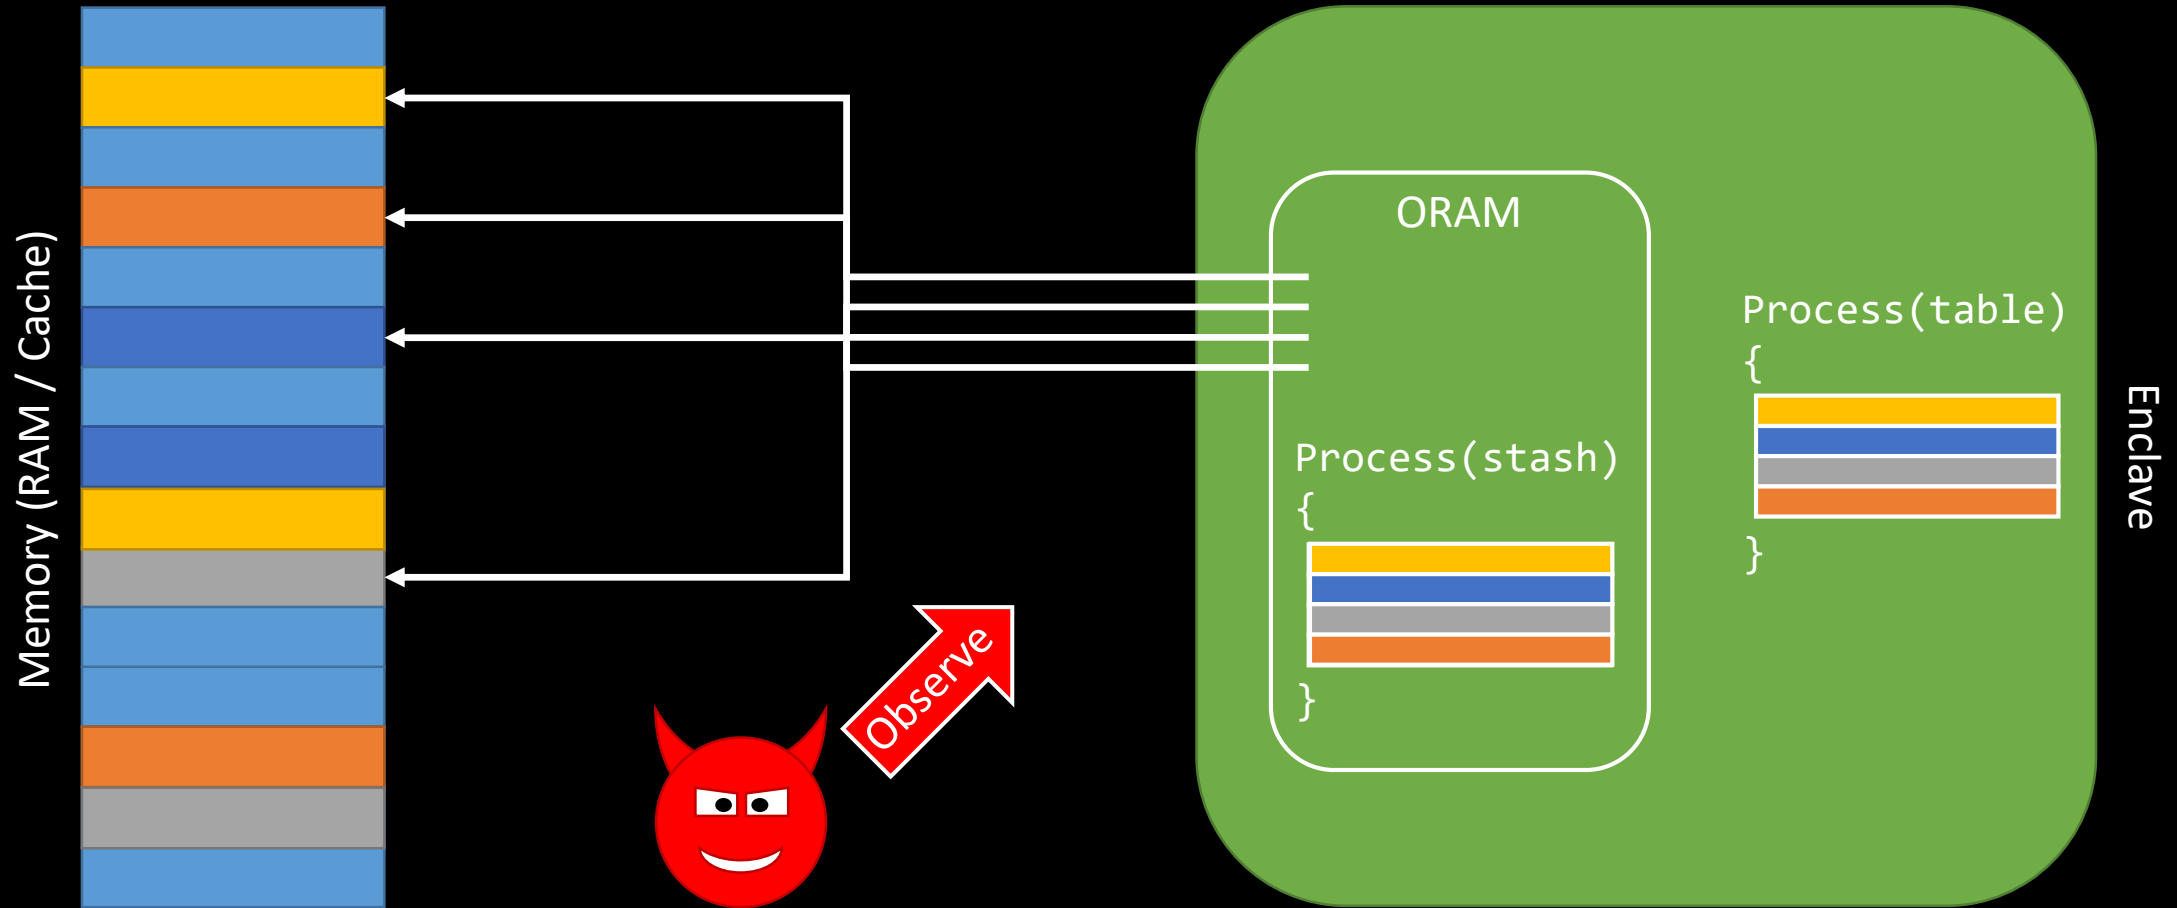 Memory (RAM / Cache)
ORAM
Process(stash)
{
}
Process(table)
{
}
Enclave
Observe